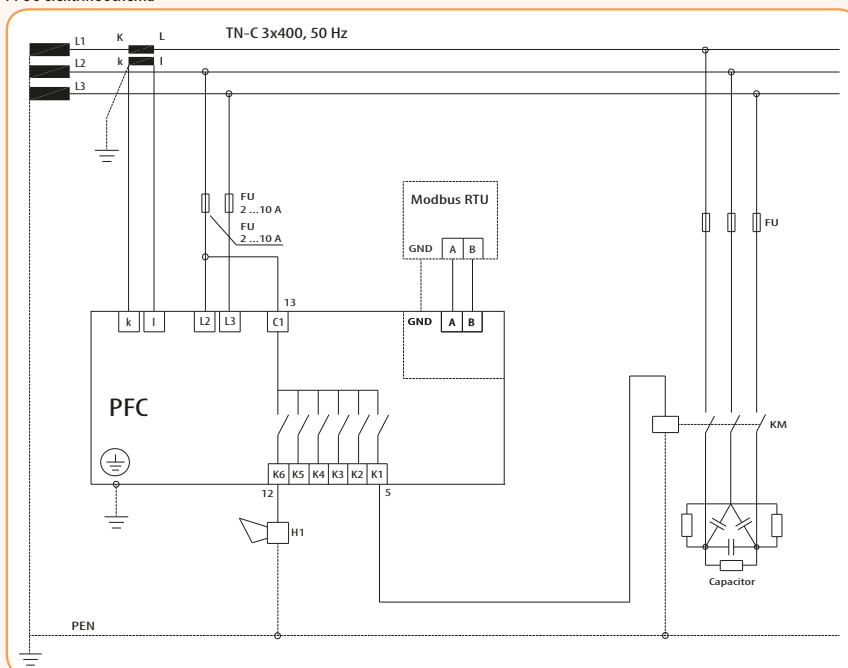 L1 K L TN-C 3x400, 50 Hz
L2 k l
L3
FU
2 ...10 A
FU
2 ...10 A
Modbus RTU
GND A B
FU
13
k l L2 L3 C1 GND A B
PFC
KM
K6 K5 K4 K3 K2 K1
12 5
H1
Capacitor
PEN